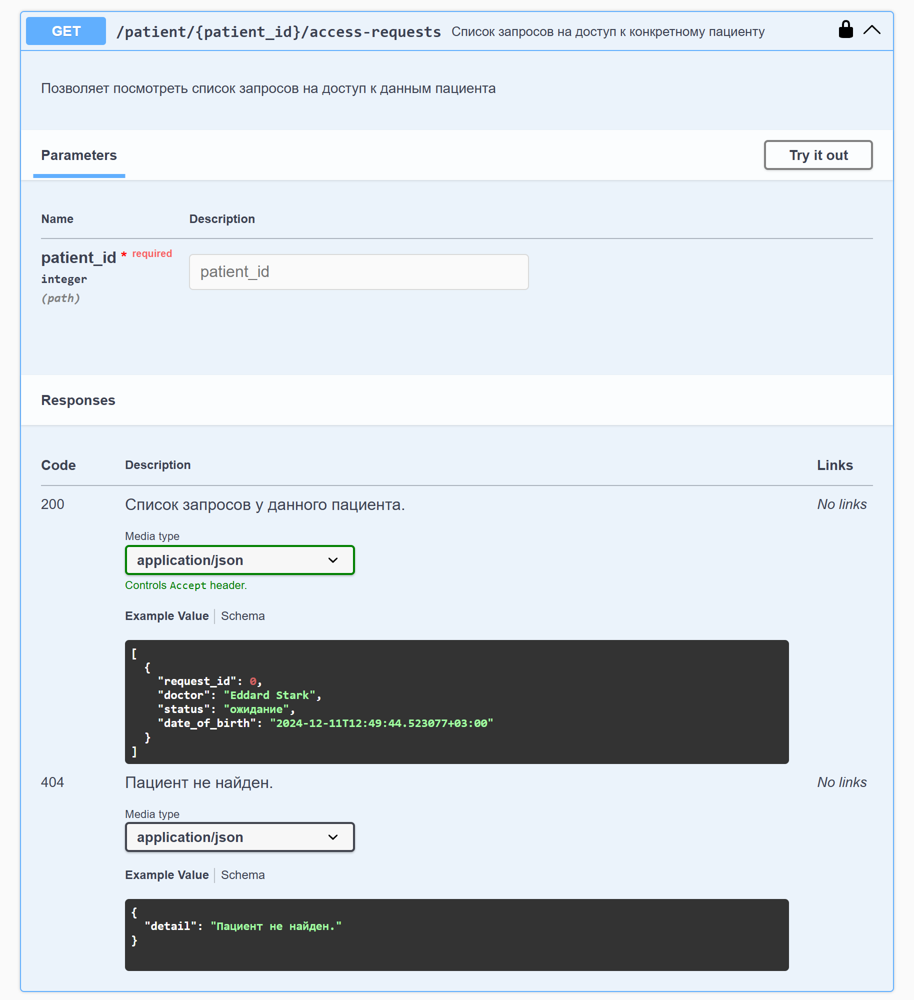 GET /patient/{patient_id}/access-requests Список запросов на доступ к конкретному пациенту
Позволяет посмотреть список запросов на доступ к данным пациента
Parameters
Try it out
Name Description
patient_id * required
integer
(path)
patient_id
Responses
Code Description Links
200 Список запросов у данного пациента. No links
Media type
application/json
Controls Accept header.
Example Value Schema
[
  {
    "request_id": 0,
    "doctor": "Eddard Stark",
    "status": "ожидание",
    "date_of_birth": "2024-12-11T12:49:44.523077+03:00"
  }
]
404 Пациент не найден. No links
Media type
application/json
Example Value Schema
{
  "detail": "Пациент не найден."
}